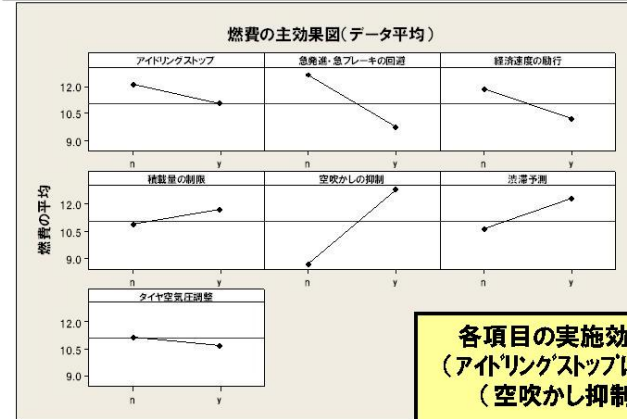 燃費の主効果図(データ平均)
アイドリングストップ 急発進・急ブレーキの回避 経済速度の励行
12.0
10.5
9.0
n y n y n y
積載量の制限 空吹かしの抑制 渋滞予測
燃費の平均
12.0
10.5
9.0
n y n y n y
タイヤ空気圧調整
12.0
10.5
9.0
n y
各項目の実施効
(アイドリングストップに
(空吹かし抑制